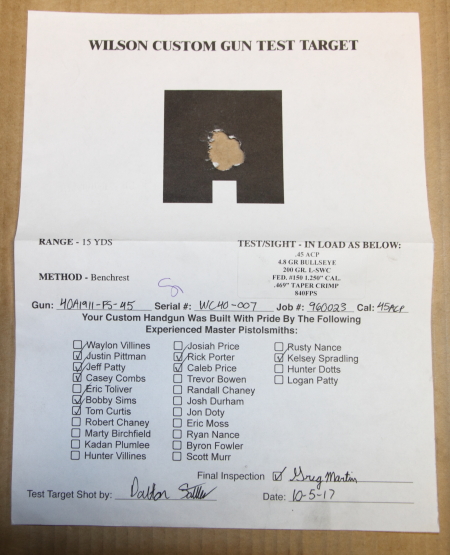 WILSON CUSTOM GUN TEST TARGET
RANGE - 15 YDS
TEST/SIGHT - IN LOAD AS BELOW:
.45 ACP
4.8 GR BULLSEYE
200 GR. L-SWC
FED. #150 1.250" CAL.
.469" TAPER CRIMP
840FPS
METHOD - Benchrest
Gun: 40A1911-FS-45 Serial #: WC40-007 Job #: 960023 Cal: 45ACP
Your Custom Handgun Was Built With Pride By The Following
Experienced Master Pistolsmiths:
Waylon Villines
Justin Pittman
Jeff Patty
Casey Combs
Eric Toliver
Bobby Sims
Tom Curtis
Robert Chaney
Marty Birchfield
Kadan Plumlee
Hunter Villines
Josiah Price
Rick Porter
Caleb Price
Trevor Bowen
Randall Chaney
Josh Durham
Jon Doty
Eric Moss
Ryan Nance
Byron Fowler
Scott Murr
Rusty Nance
Kelsey Spradling
Hunter Dotts
Logan Patty
Final Inspection Greg Martin
Test Target Shot by: Dalton
Date: 10-5-17